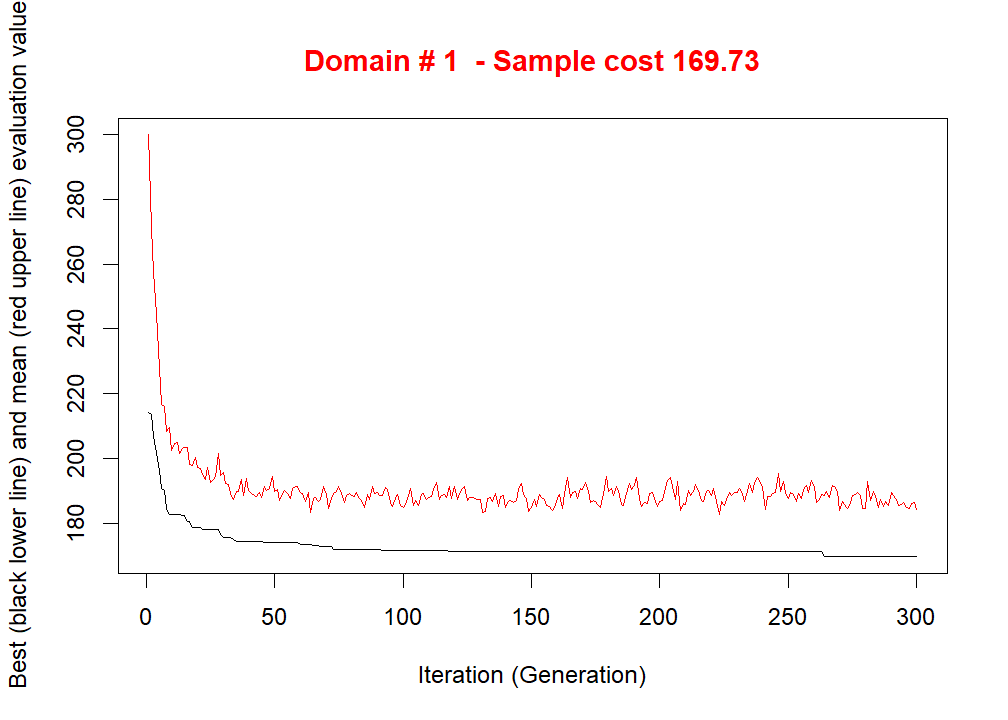 Domain # 1  - Sample cost 169.73
Best (black lower line) and mean (red upper line) evaluation value
300
280
260
240
220
200
180
0 50 100 150 200 250 300
Iteration (Generation)